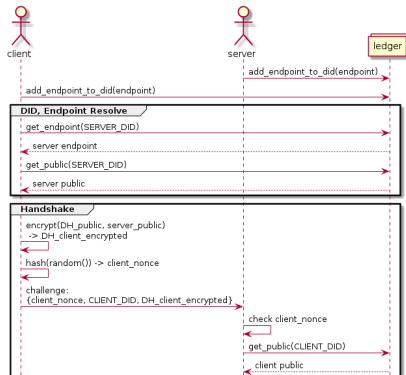 client
server
ledger
add_endpoint_to_did(endpoint)
add_endpoint_to_did(endpoint)
DID, Endpoint Resolve
get_endpoint(SERVER_DID)
server endpoint
get_public(SERVER_DID)
server public
Handshake
encrypt(DH_public, server_public)
-> DH_client_encrypted
hash(random()) -> client_nonce
challenge:
{client_nonce, CLIENT_DID, DH_client_encrypted}
check client_nonce
get_public(CLIENT_DID)
client public